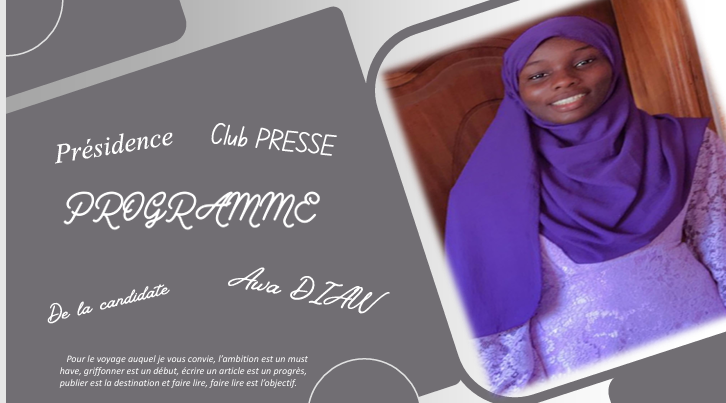 Présidence Club PRESSE
PROGRAMME
De la candidate Awa DIAW
Pour le voyage auquel je vous convie, l'ambition est un must
have, griffonner est un début, écrire un article est un progrès,
publier est la destination et faire lire, faire lire est l'objectif.